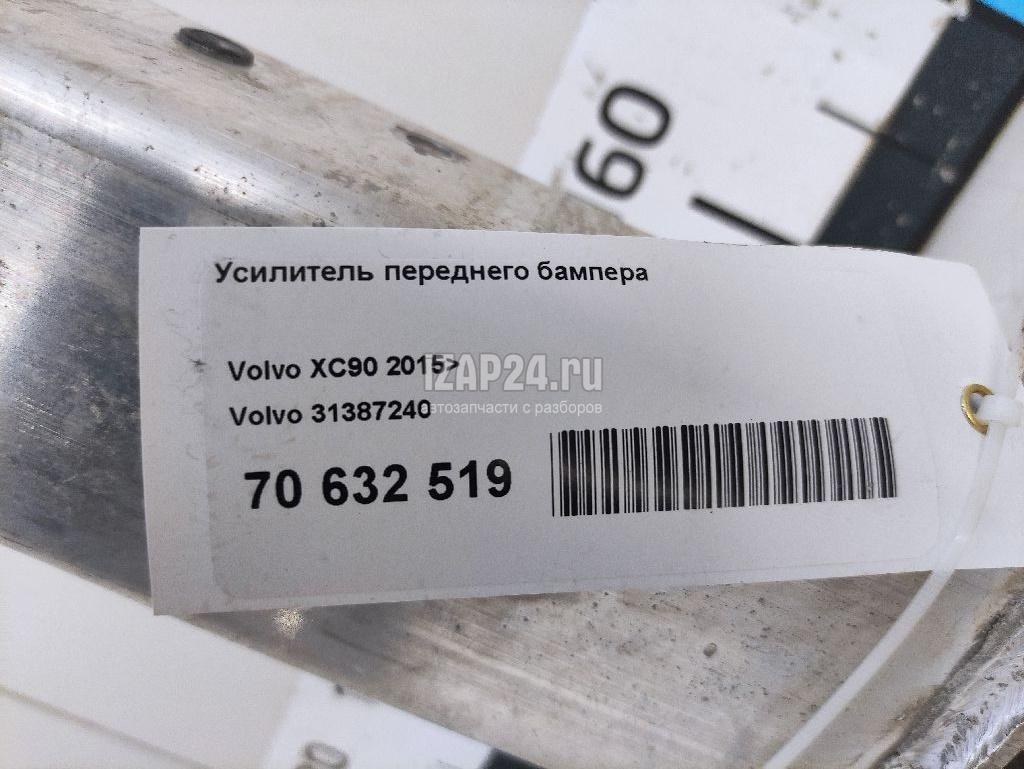 60
Усилитель переднего бампера
Volvo XC90 2015>
iZAP24.ru
Volvo 31387240
автозапчасти с разборов
70 632 519